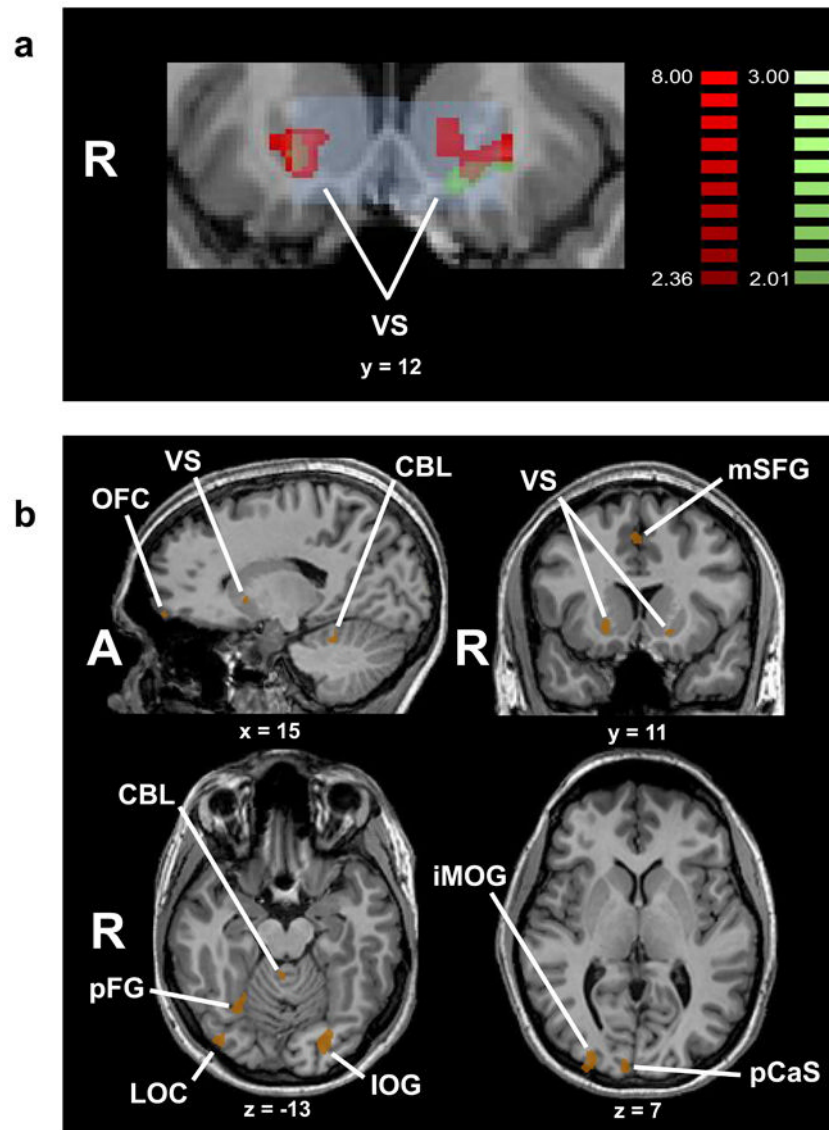 a
R
8.00 3.00
2.36 2.01
VS
y = 12
b
OFC VS CBL
A
x = 15
VS mSFG
R
y = 11
CBL
R
pFG
LOC IOG
z = -13
iMOG
pCaS
z = 7